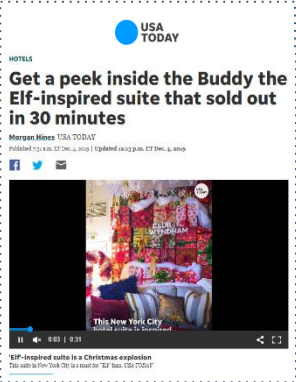 USA
TODAY
HOTELS
Get a peek inside the Buddy the
Elf-inspired suite that sold out
in 30 minutes
Morgan Hines USA TODAY
Published 7:31 a.m. ET Dec. 4, 2019 | Updated 12:13 p.m. ET Dec. 4, 2019
CLUB
WYNDHAM
This New York City
hotel suite is inspired
0:03 | 0:31
'Elf'-inspired suite is a Christmas explosion
This suite in New York City is a must for "Elf" fans. USA TODAY